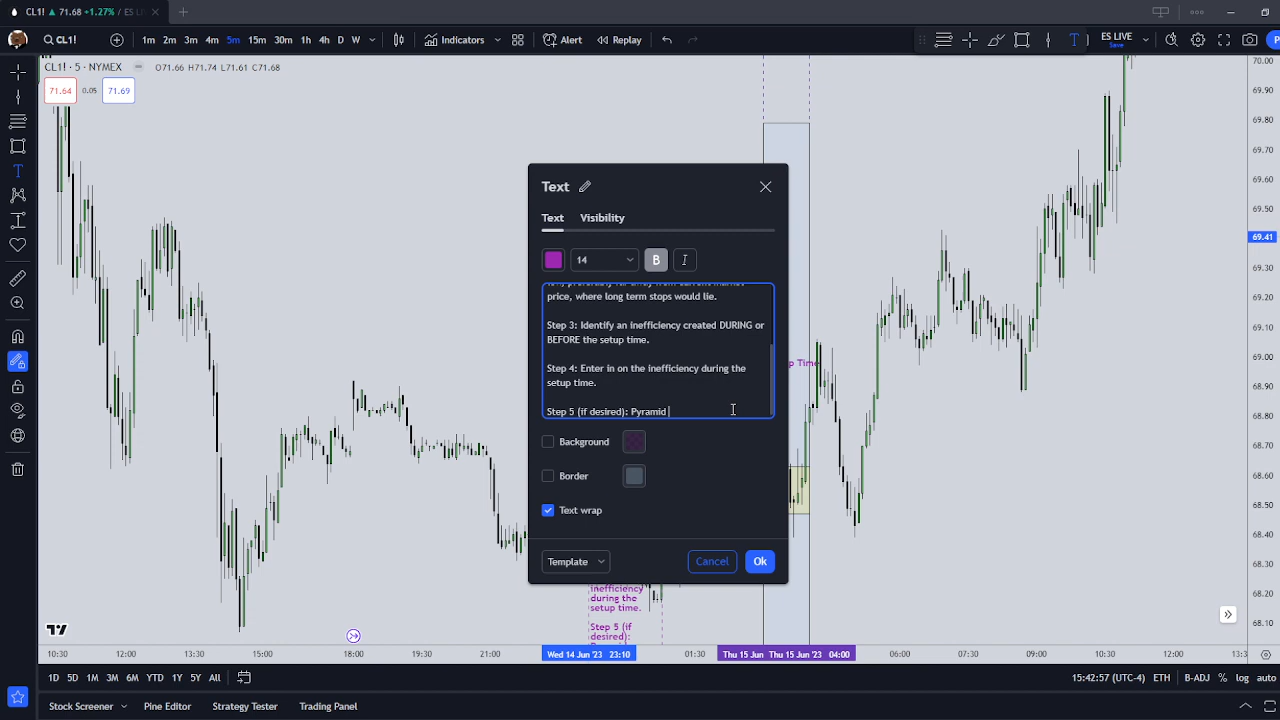 CL1! ▲ 71.68 +1.27% / ES LI
CL1! 1m 2m 3m 4m 5m 15m 30m 1h 4h D W Indicators Alert Replay T ES LIVE
Save
CL1! · 5 · NYMEX O71.66 H71.74 L71.61 C71.68
71.64 0.05 71.69
70.00
69.90
69.80
69.70
69.60
69.50
69.41
69.30
69.20
69.10
69.00
68.90
68.80
68.70
68.60
68.50
68.40
68.30
68.20
68.10
Text
Text Visibility
14 B I
price, where long term stops would lie.
Step 3: Identify an inefficiency created DURING or
BEFORE the setup time.
Step 4: Enter in on the inefficiency during the
setup time.
Step 5 (if desired): Pyramid
Background
Border
Text wrap
Template Cancel Ok
p Time
inefficiency
during the
setup time.
Step 5 (if
desired):
10:30 12:00 13:30 15:00 18:00 19:30 21:00 Wed 14 Jun '23 23:10 01:30 Thu 15 Jun Thu 15 Jun '23 04:00 06:00 07:30 09:00 10:30 12:00 13:3
1D 5D 1M 3M 6M YTD 1Y 5Y All 15:42:57 (UTC-4) ETH B-ADJ % log auto
Stock Screener Pine Editor Strategy Tester Trading Panel